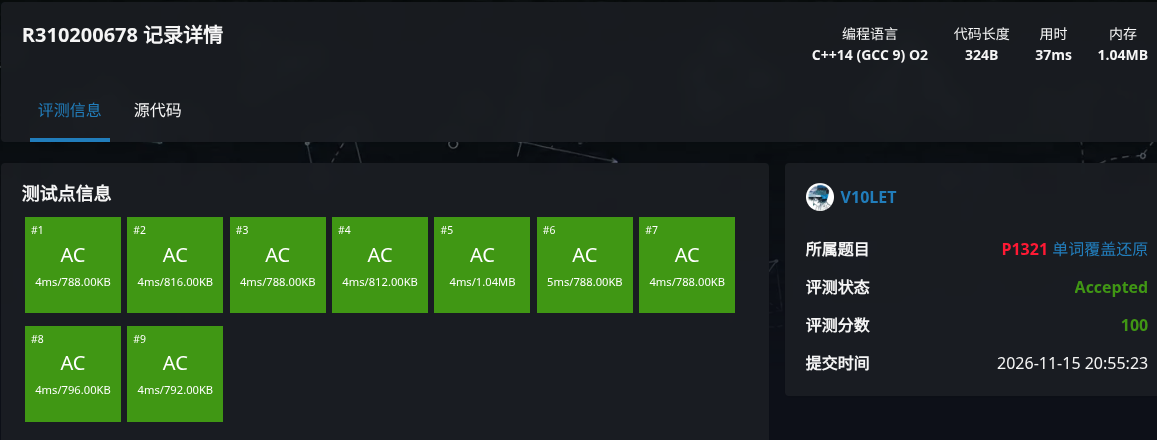 R310200678 记录详情
编程语言 代码长度 用时 内存
C++14 (GCC 9) O2 324B 37ms 1.04MB
评测信息 源代码
测试点信息
#1 #2 #3 #4 #5 #6 #7
AC AC AC AC AC AC AC
4ms/788.00KB 4ms/816.00KB 4ms/788.00KB 4ms/812.00KB 4ms/1.04MB 5ms/788.00KB 4ms/788.00KB
#8 #9
AC AC
4ms/796.00KB 4ms/792.00KB
V10LET
所属题目 P1321 单词覆盖还原
评测状态 Accepted
评测分数 100
提交时间 2026-11-15 20:55:23